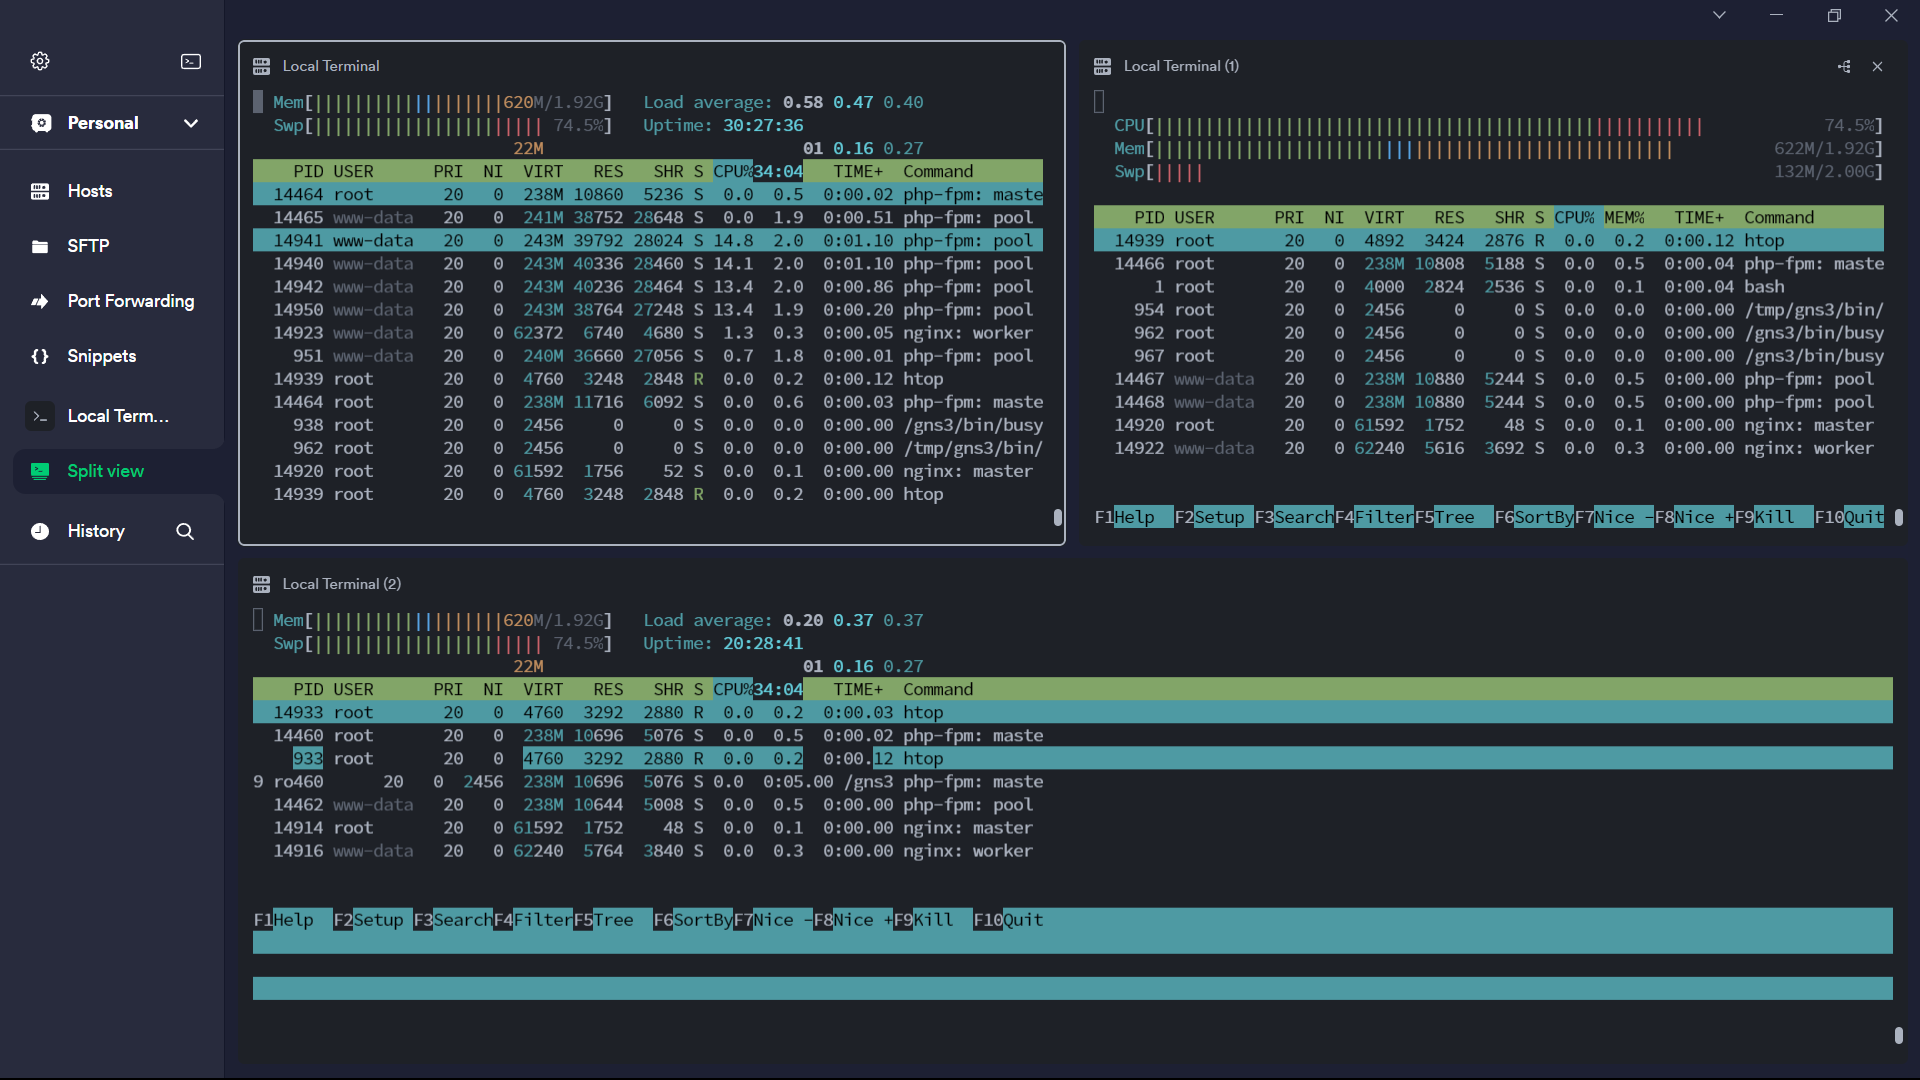 Personal
Hosts
SFTP
Port Forwarding
Snippets
Local Term...
Split view
History
Local Terminal
Mem[|||||||||||||||||||620M/1.92G] Load average: 0.58 0.47 0.40
Swp[||||||||||||||||||||||| 74.5%] Uptime: 30:27:36
22M 01 0.16 0.27
PID USER PRI NI VIRT RES SHR S CPU%34:04 TIME+ Command
14464 root 20 0 238M 10860 5236 S 0.0 0.5 0:00.02 php-fpm: maste
14465 www-data 20 0 241M 38752 28648 S 0.0 1.9 0:00.51 php-fpm: pool
14941 www-data 20 0 243M 39792 28024 S 14.8 2.0 0:01.10 php-fpm: pool
14940 www-data 20 0 243M 40336 28460 S 14.1 2.0 0:01.10 php-fpm: pool
14942 www-data 20 0 243M 40236 28464 S 13.4 2.0 0:00.86 php-fpm: pool
14950 www-data 20 0 243M 38764 27248 S 13.4 1.9 0:00.20 php-fpm: pool
14923 www-data 20 0 62372 6740 4680 S 1.3 0.3 0:00.05 nginx: worker
951 www-data 20 0 240M 36660 27056 S 0.7 1.8 0:00.01 php-fpm: pool
14939 root 20 0 4760 3248 2848 R 0.0 0.2 0:00.12 htop
14464 root 20 0 238M 11716 6092 S 0.0 0.6 0:00.03 php-fpm: maste
938 root 20 0 2456 0 0 S 0.0 0.0 0:00.00 /gns3/bin/busy
962 root 20 0 2456 0 0 S 0.0 0.0 0:00.00 /tmp/gns3/bin/
14920 root 20 0 61592 1756 52 S 0.0 0.1 0:00.00 nginx: master
14939 root 20 0 4760 3248 2848 R 0.0 0.2 0:00.00 htop
Local Terminal (1)
CPU[||||||||||||||||||||||||||||||||||||||||||||||||||||||| 74.5%]
Mem[|||||||||||||||||||||||||||||||||||||||||||||||||||| 622M/1.92G]
Swp[||||| 132M/2.00G]
PID USER PRI NI VIRT RES SHR S CPU% MEM% TIME+ Command
14939 root 20 0 4892 3424 2876 R 0.0 0.2 0:00.12 htop
14466 root 20 0 238M 10808 5188 S 0.0 0.5 0:00.04 php-fpm: maste
1 root 20 0 4000 2824 2536 S 0.0 0.1 0:00.04 bash
954 root 20 0 2456 0 0 S 0.0 0.0 0:00.00 /tmp/gns3/bin/
962 root 20 0 2456 0 0 S 0.0 0.0 0:00.00 /gns3/bin/busy
967 root 20 0 2456 0 0 S 0.0 0.0 0:00.00 /gns3/bin/busy
14467 www-data 20 0 238M 10880 5244 S 0.0 0.5 0:00.00 php-fpm: pool
14468 www-data 20 0 238M 10880 5244 S 0.0 0.5 0:00.00 php-fpm: pool
14920 root 20 0 61592 1752 48 S 0.0 0.1 0:00.00 nginx: master
14922 www-data 20 0 62240 5616 3692 S 0.0 0.3 0:00.00 nginx: worker
F1Help F2Setup F3SearchF4FilterF5Tree F6SortByF7Nice -F8Nice +F9Kill F10Quit
Local Terminal (2)
Mem[|||||||||||||||||||620M/1.92G] Load average: 0.20 0.37 0.37
Swp[||||||||||||||||||||||| 74.5%] Uptime: 20:28:41
22M 01 0.16 0.27
PID USER PRI NI VIRT RES SHR S CPU%34:04 TIME+ Command
14933 root 20 0 4760 3292 2880 R 0.0 0.2 0:00.03 htop
14460 root 20 0 238M 10696 5076 S 0.0 0.5 0:00.02 php-fpm: maste
933 root 20 0 4760 3292 2880 R 0.0 0.2 0:00.12 htop
9 ro460 20 0 2456 238M 10696 5076 S 0.0 0:05.00 /gns3 php-fpm: maste
14462 www-data 20 0 238M 10644 5008 S 0.0 0.5 0:00.00 php-fpm: pool
14914 root 20 0 61592 1752 48 S 0.0 0.1 0:00.00 nginx: master
14916 www-data 20 0 62240 5764 3840 S 0.0 0.3 0:00.00 nginx: worker
F1Help F2Setup F3SearchF4FilterF5Tree F6SortByF7Nice -F8Nice +F9Kill F10Quit